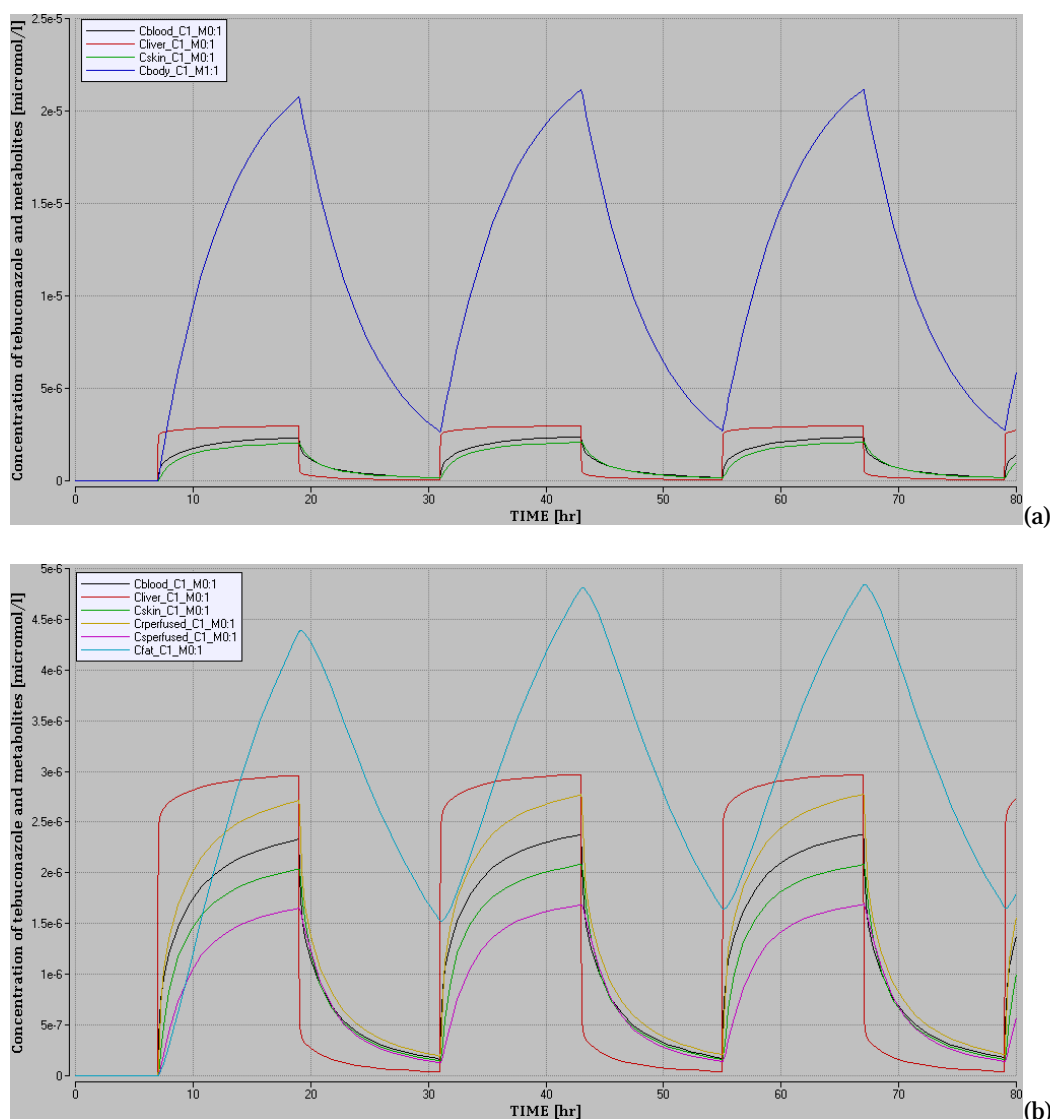 2.5e-5
2e-5
1.5e-5
1e-5
5e-6
0
Concentration of tebuconazole and metabolites [micromol/l]
Cblood_C1_M0:1
Cliver_C1_M0:1
Cskin_C1_M0:1
Cbody_C1_M1:1
0 10 20 30 40 50 60 70 80
TIME [hr]
(a)
5e-6
4.5e-6
4e-6
3.5e-6
3e-6
2.5e-6
2e-6
1.5e-6
1e-6
5e-7
0
Concentration of tebuconazole and metabolites [micromol/l]
Cblood_C1_M0:1
Cliver_C1_M0:1
Cskin_C1_M0:1
Crperfused_C1_M0:1
Csperfused_C1_M0:1
Cfat_C1_M0:1
0 10 20 30 40 50 60 70 80
TIME [hr]
(b)